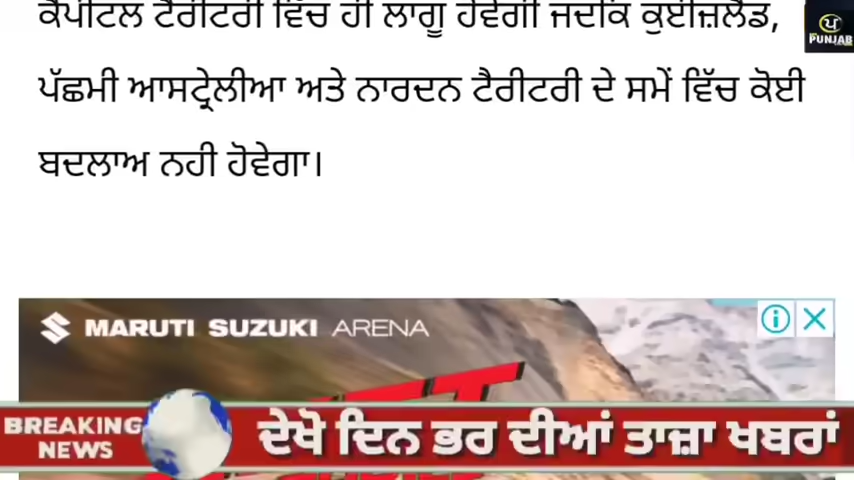 ਕੈਪੀਟਲ ਟੈਰੀਟਰੀ ਵਿੱਚ ਹੀ ਲਾਗੂ ਹੋਵੇਗੀ ਜਦਕਿ ਕੁਈਜ਼ਲੈਂਡ,
ਪੱਛਮੀ ਆਸਟ੍ਰੇਲੀਆ ਅਤੇ ਨਾਰਦਨ ਟੈਰੀਟਰੀ ਦੇ ਸਮੇਂ ਵਿੱਚ ਕੋਈ
ਬਦਲਾਅ ਨਹੀ ਹੋਵੇਗਾ।
ਪ
PUNJAB
MARUTI SUZUKI ARENA
BREAKING
NEWS
ਦੇਖੋ ਦਿਨ ਭਰ ਦੀਆਂ ਤਾਜ਼ਾ ਖਬਰਾਂ